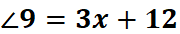 ∠9 = 3x + 12